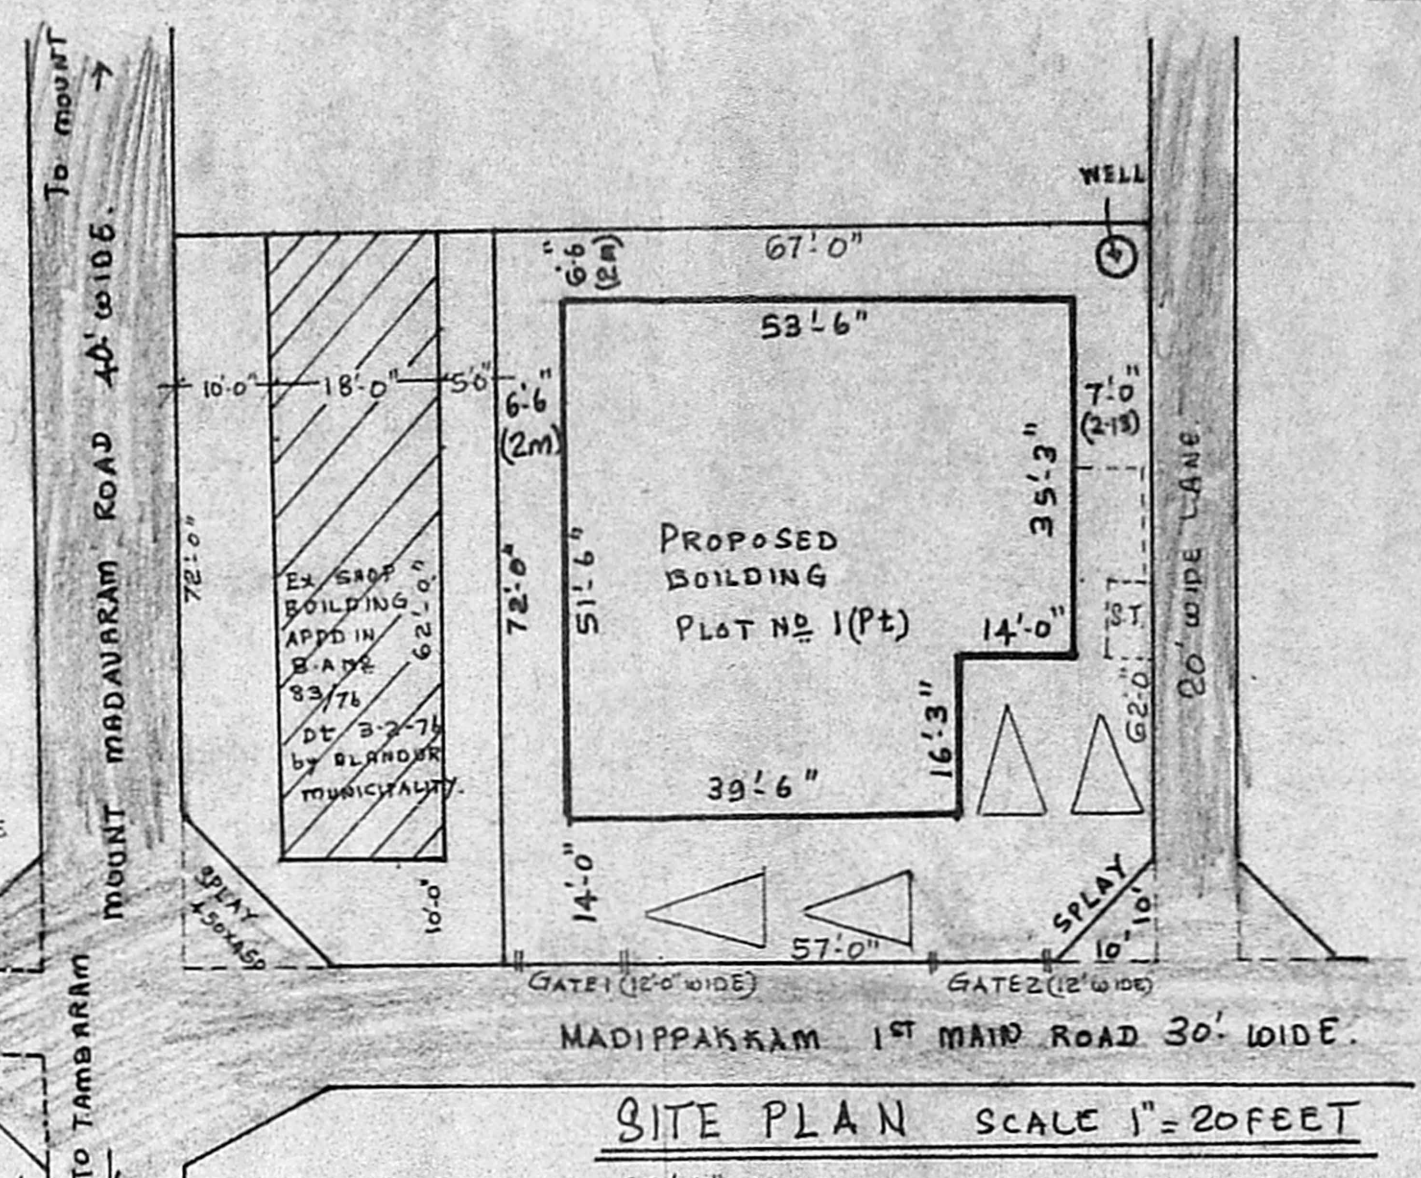 To MOUNT →
MOUNT MADAVARAM ROAD 40' WIDE.
TO TAMBARAM
WELL
67'-0"
6'-6"
(2m)
53'-6"
10'-0"
18'-0"
5'0"
6'-6"
(2m)
7'-0"
(2.13)
35'-3"
72'-0"
72'-0"
51'-6"
62'-0"
EX SHOP
BUILDING
APPD IN
83/76
Dt 3-2-76
by ALANDUR
MUNICIPALITY.
PROPOSED
BUILDING
PLOT No 1(Pt)
14'-0"
S.T.
62'-0"
20' WIDE LANE.
16'-3"
39'-6"
14'-0"
10'-0"
SPLAY
SPLAY
10'
10'
57'-0"
GATE 1 (12'-0" WIDE)
GATE 2 (12' WIDE)
MADIPPAKKAM 1ST MAIN ROAD 30'. WIDE.
SITE PLAN SCALE 1" = 20 FEET